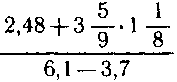 2,48 + 3 5/9 · 1 1/8
6,1 − 3,7